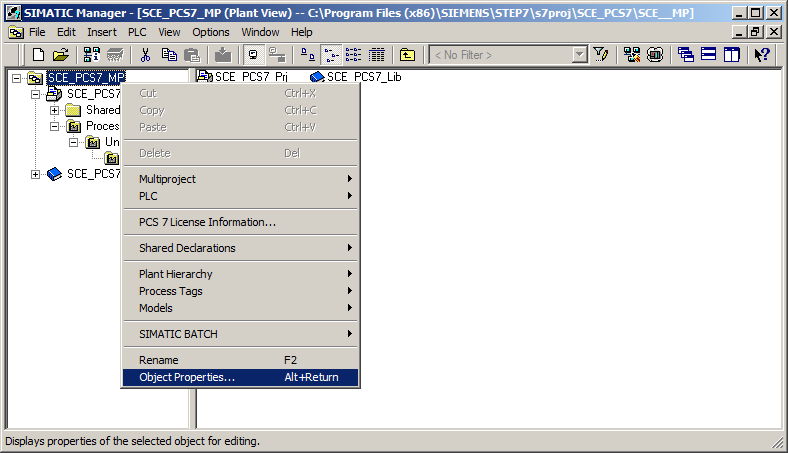 SIMATIC Manager - [SCE_PCS7_MP (Plant View) -- C:\Program Files (x86)\SIEMENS\STEP7\s7proj\SCE_PCS7\SCE__MP]
File Edit Insert PLC View Options Window Help
< No Filter >
SCE_PCS7_MP
SCE_PCS7_Prj SCE_PCS7_Lib
SCE_PCS7
Shared
Proces
Un
SCE_PCS7
Cut Ctrl+X
Copy Ctrl+C
Paste Ctrl+V
Delete Del
Multiproject
PLC
PCS 7 License Information...
Shared Declarations
Plant Hierarchy
Process Tags
Models
SIMATIC BATCH
Rename F2
Object Properties... Alt+Return
Displays properties of the selected object for editing.